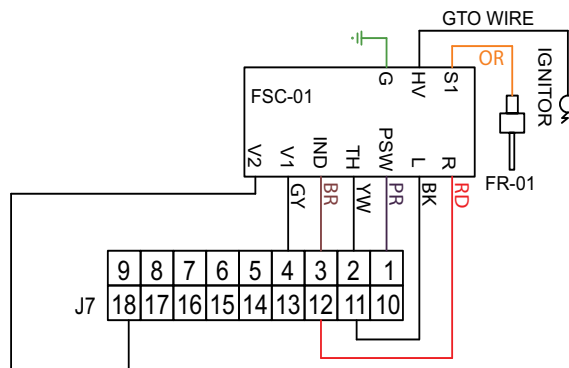 GTO WIRE
OR
IGNITOR
G
HV
S1
FSC-01
FR-01
V2
V1
IND
TH
PSW
L
R
GY
BR
YW
PR
BK
RD
9 8 7 6 5 4 3 2 1
J7 18 17 16 15 14 13 12 11 10